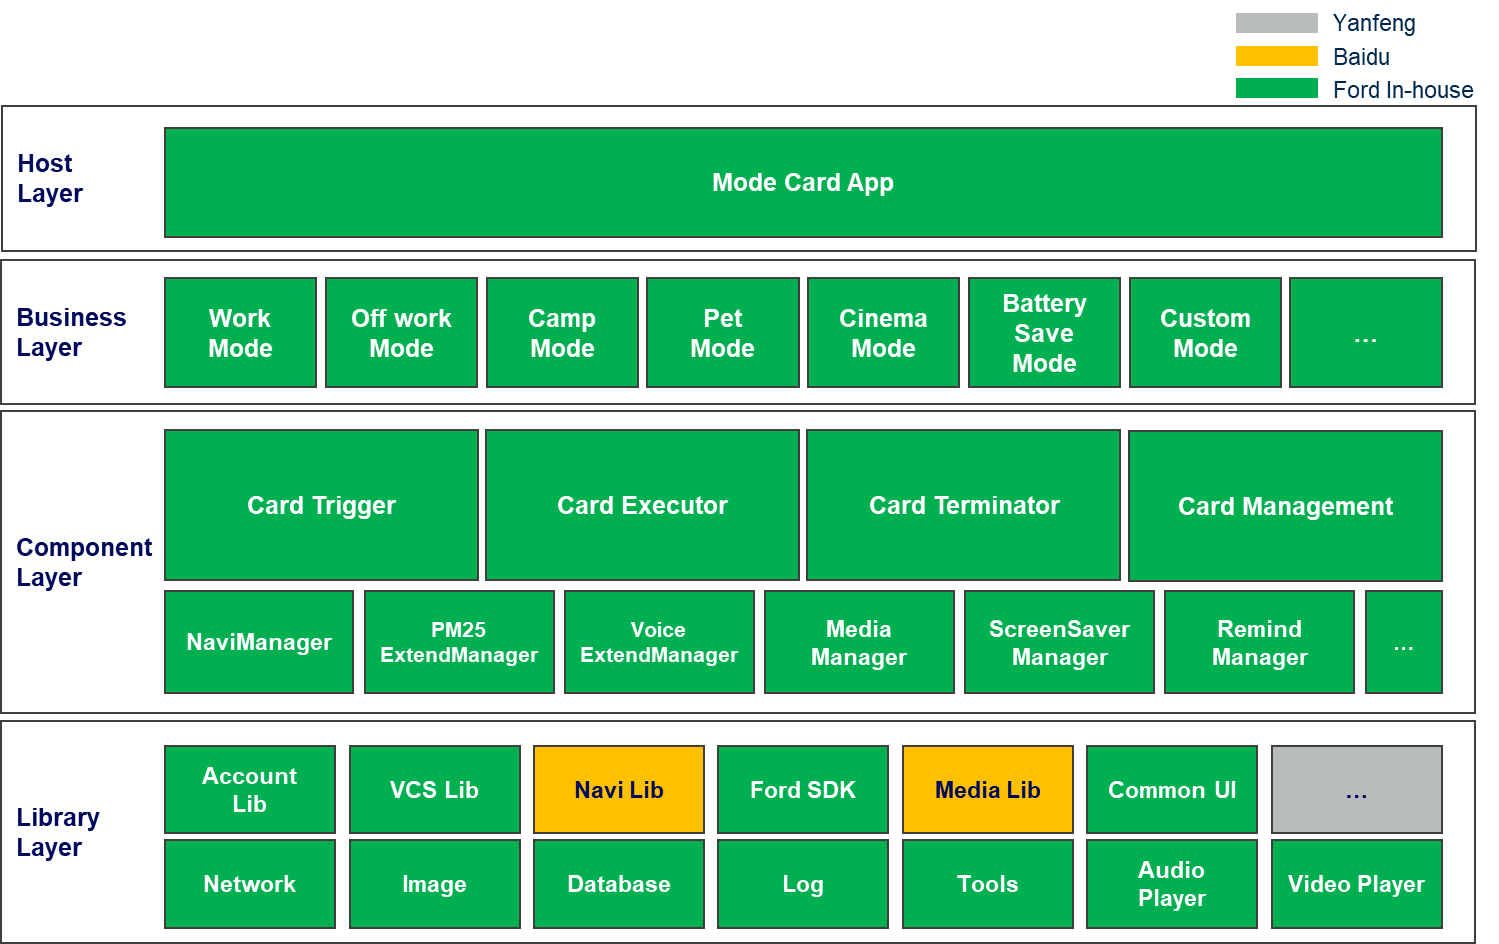 Yanfeng
Baidu
Ford In-house
Host
Layer
Mode Card App
Business
Layer
Work
Mode
Off work
Mode
Camp
Mode
Pet
Mode
Cinema
Mode
Battery
Save
Mode
Custom
Mode
...
Component
Layer
Card Trigger
Card Executor
Card Terminator
Card Management
NaviManager
PM25
ExtendManager
Voice
ExtendManager
Media
Manager
ScreenSaver
Manager
Remind
Manager
...
Library
Layer
Account
Lib
VCS Lib
Navi Lib
Ford SDK
Media Lib
Common UI
...
Network
Image
Database
Log
Tools
Audio
Player
Video Player